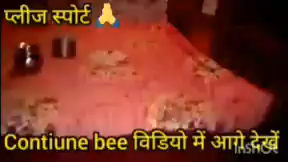 प्लीज स्पोर्ट 🙏
Contiune bee विडियो में आगे देखें